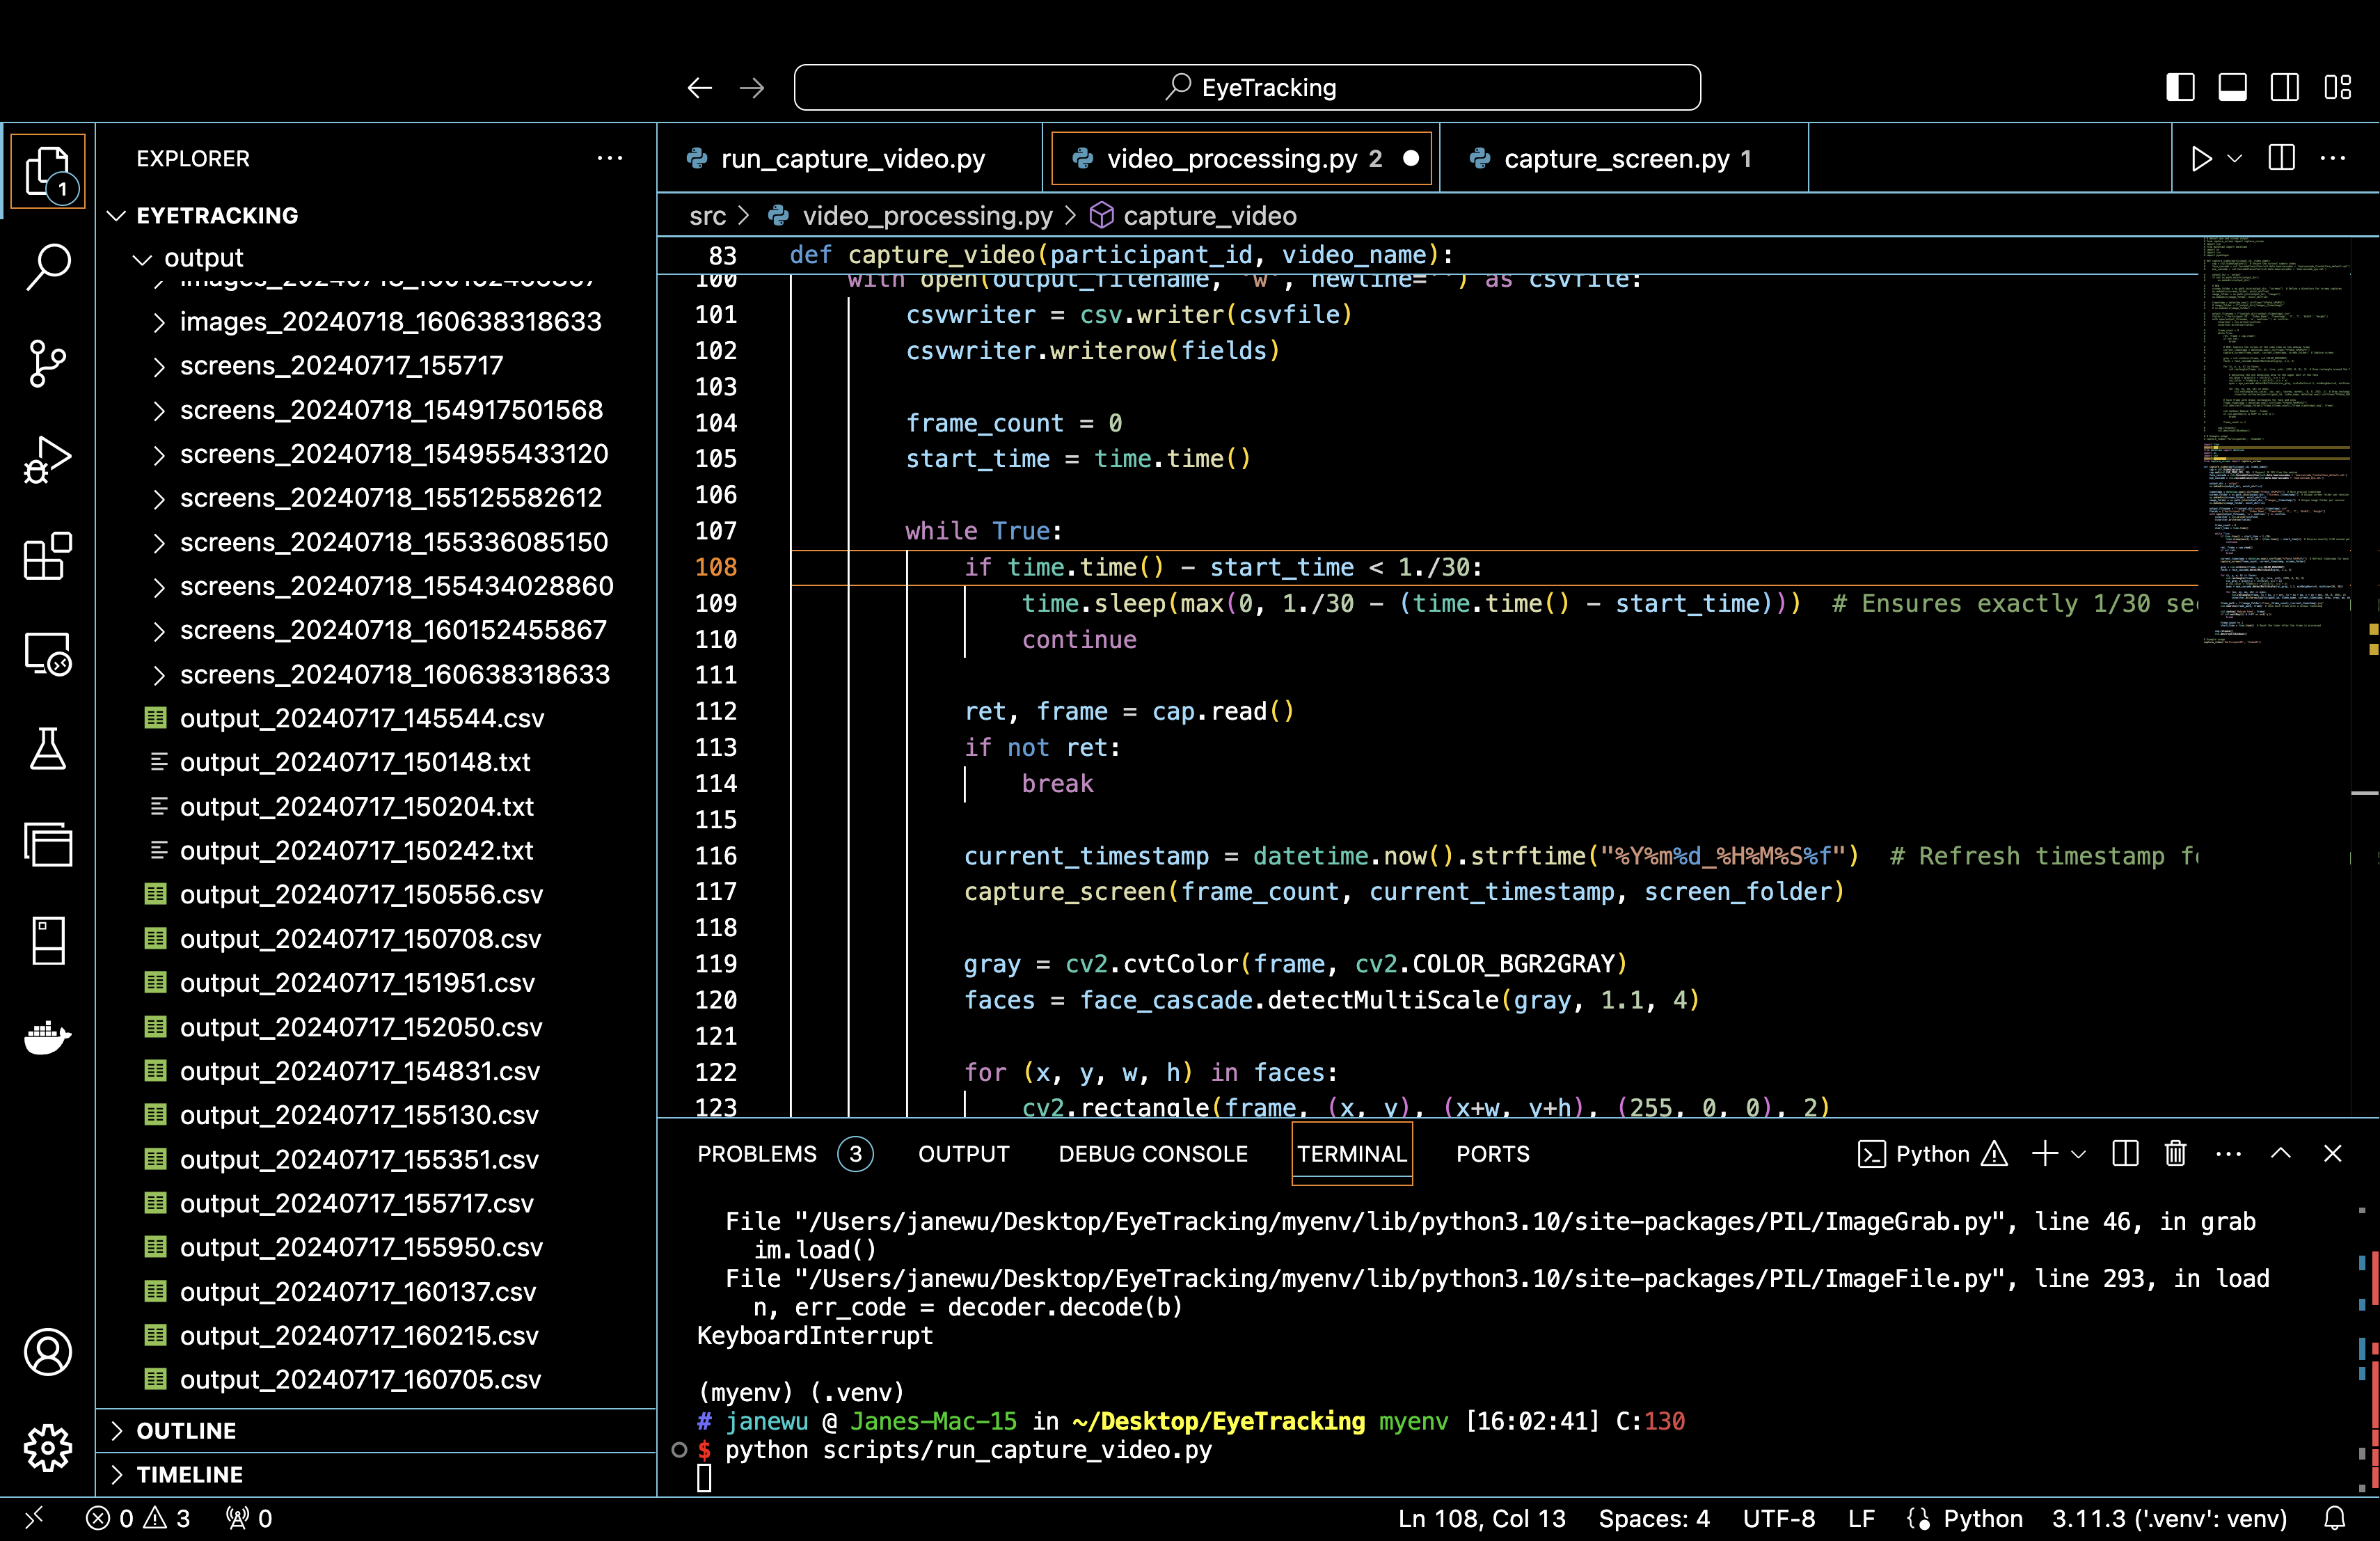 EyeTracking
EXPLORER
1
EYETRACKING
output
images_20240718_160152455867
images_20240718_160638318633
screens_20240717_155717
screens_20240718_154917501568
screens_20240718_154955433120
screens_20240718_155125582612
screens_20240718_155336085150
screens_20240718_155434028860
screens_20240718_160152455867
screens_20240718_160638318633
output_20240717_145544.csv
output_20240717_150148.txt
output_20240717_150204.txt
output_20240717_150242.txt
output_20240717_150556.csv
output_20240717_150708.csv
output_20240717_151951.csv
output_20240717_152050.csv
output_20240717_154831.csv
output_20240717_155130.csv
output_20240717_155351.csv
output_20240717_155717.csv
output_20240717_155950.csv
output_20240717_160137.csv
output_20240717_160215.csv
output_20240717_160705.csv
OUTLINE
TIMELINE
run_capture_video.py
video_processing.py 2
capture_screen.py 1
src > video_processing.py > capture_video
83 def capture_video(participant_id, video_name):
100 with open(output_filename, 'w', newline='') as csvfile:
101 csvwriter = csv.writer(csvfile)
102 csvwriter.writerow(fields)
103
104 frame_count = 0
105 start_time = time.time()
106
107 while True:
108 if time.time() - start_time < 1./30:
109 time.sleep(max(0, 1./30 - (time.time() - start_time))) # Ensures exactly 1/30
110 continue
111
112 ret, frame = cap.read()
113 if not ret:
114 break
115
116 current_timestamp = datetime.now().strftime("%Y%m%d_%H%M%S%f") # Refresh timestamp
117 capture_screen(frame_count, current_timestamp, screen_folder)
118
119 gray = cv2.cvtColor(frame, cv2.COLOR_BGR2GRAY)
120 faces = face_cascade.detectMultiScale(gray, 1.1, 4)
121
122 for (x, y, w, h) in faces:
123 cv2.rectangle(frame, (x, y), (x+w, y+h), (255, 0, 0), 2)
PROBLEMS 3 OUTPUT DEBUG CONSOLE TERMINAL PORTS
Python
File "/Users/janewu/Desktop/EyeTracking/myenv/lib/python3.10/site-packages/PIL/ImageGrab.py", line 46, in grab
im.load()
File "/Users/janewu/Desktop/EyeTracking/myenv/lib/python3.10/site-packages/PIL/ImageFile.py", line 293, in load
n, err_code = decoder.decode(b)
KeyboardInterrupt
(myenv) (.venv)
# janewu @ Janes-Mac-15 in ~/Desktop/EyeTracking myenv [16:02:41] C:130
$ python scripts/run_capture_video.py
0 3 0
Ln 108, Col 13 Spaces: 4 UTF-8 LF Python 3.11.3 ('.venv': venv)